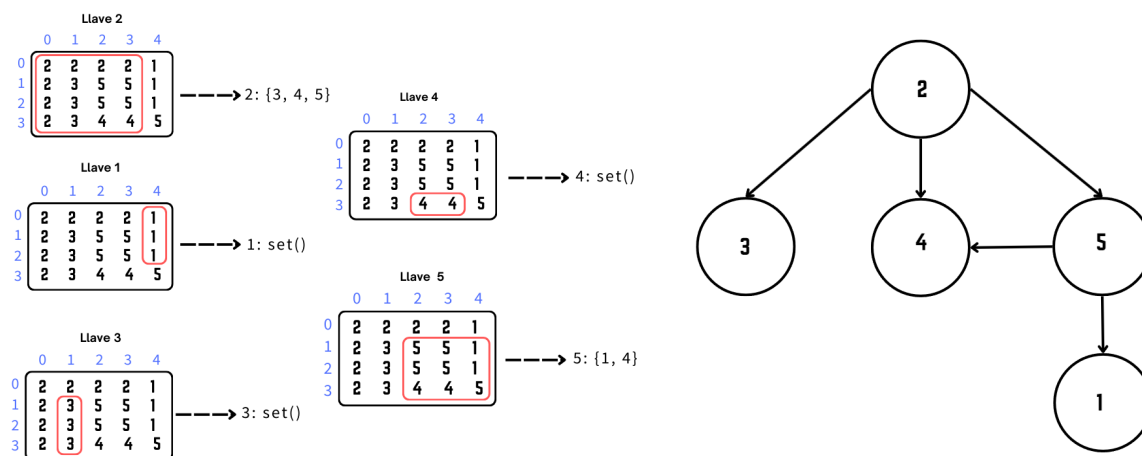 Llave 2
0 1 2 3 4
0 2 2 2 2 1
1 2 3 5 5 1
2 2 3 5 5 1
3 2 3 4 4 5
2: {3, 4, 5}
Llave 1
0 1 2 3 4
0 2 2 2 2 1
1 2 3 5 5 1
2 2 3 5 5 1
3 2 3 4 4 5
1: set()
Llave 3
0 1 2 3 4
0 2 2 2 2 1
1 2 3 5 5 1
2 2 3 5 5 1
3 2 3 4 4 5
3: set()
Llave 4
0 1 2 3 4
0 2 2 2 2 1
1 2 3 5 5 1
2 2 3 5 5 1
3 2 3 4 4 5
4: set()
Llave 5
0 1 2 3 4
0 2 2 2 2 1
1 2 3 5 5 1
2 2 3 5 5 1
3 2 3 4 4 5
5: {1, 4}
2
3
4
5
1